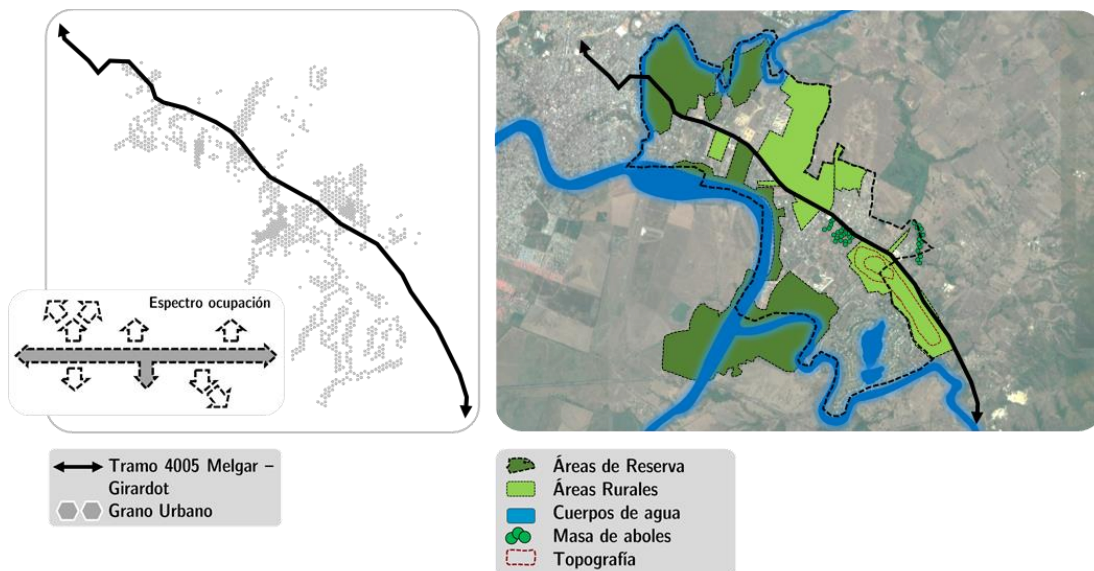 Espectro ocupación
Tramo 4005 Melgar –
Girardot
Grano Urbano
Áreas de Reserva
Áreas Rurales
Cuerpos de agua
Masa de aboles
Topografía